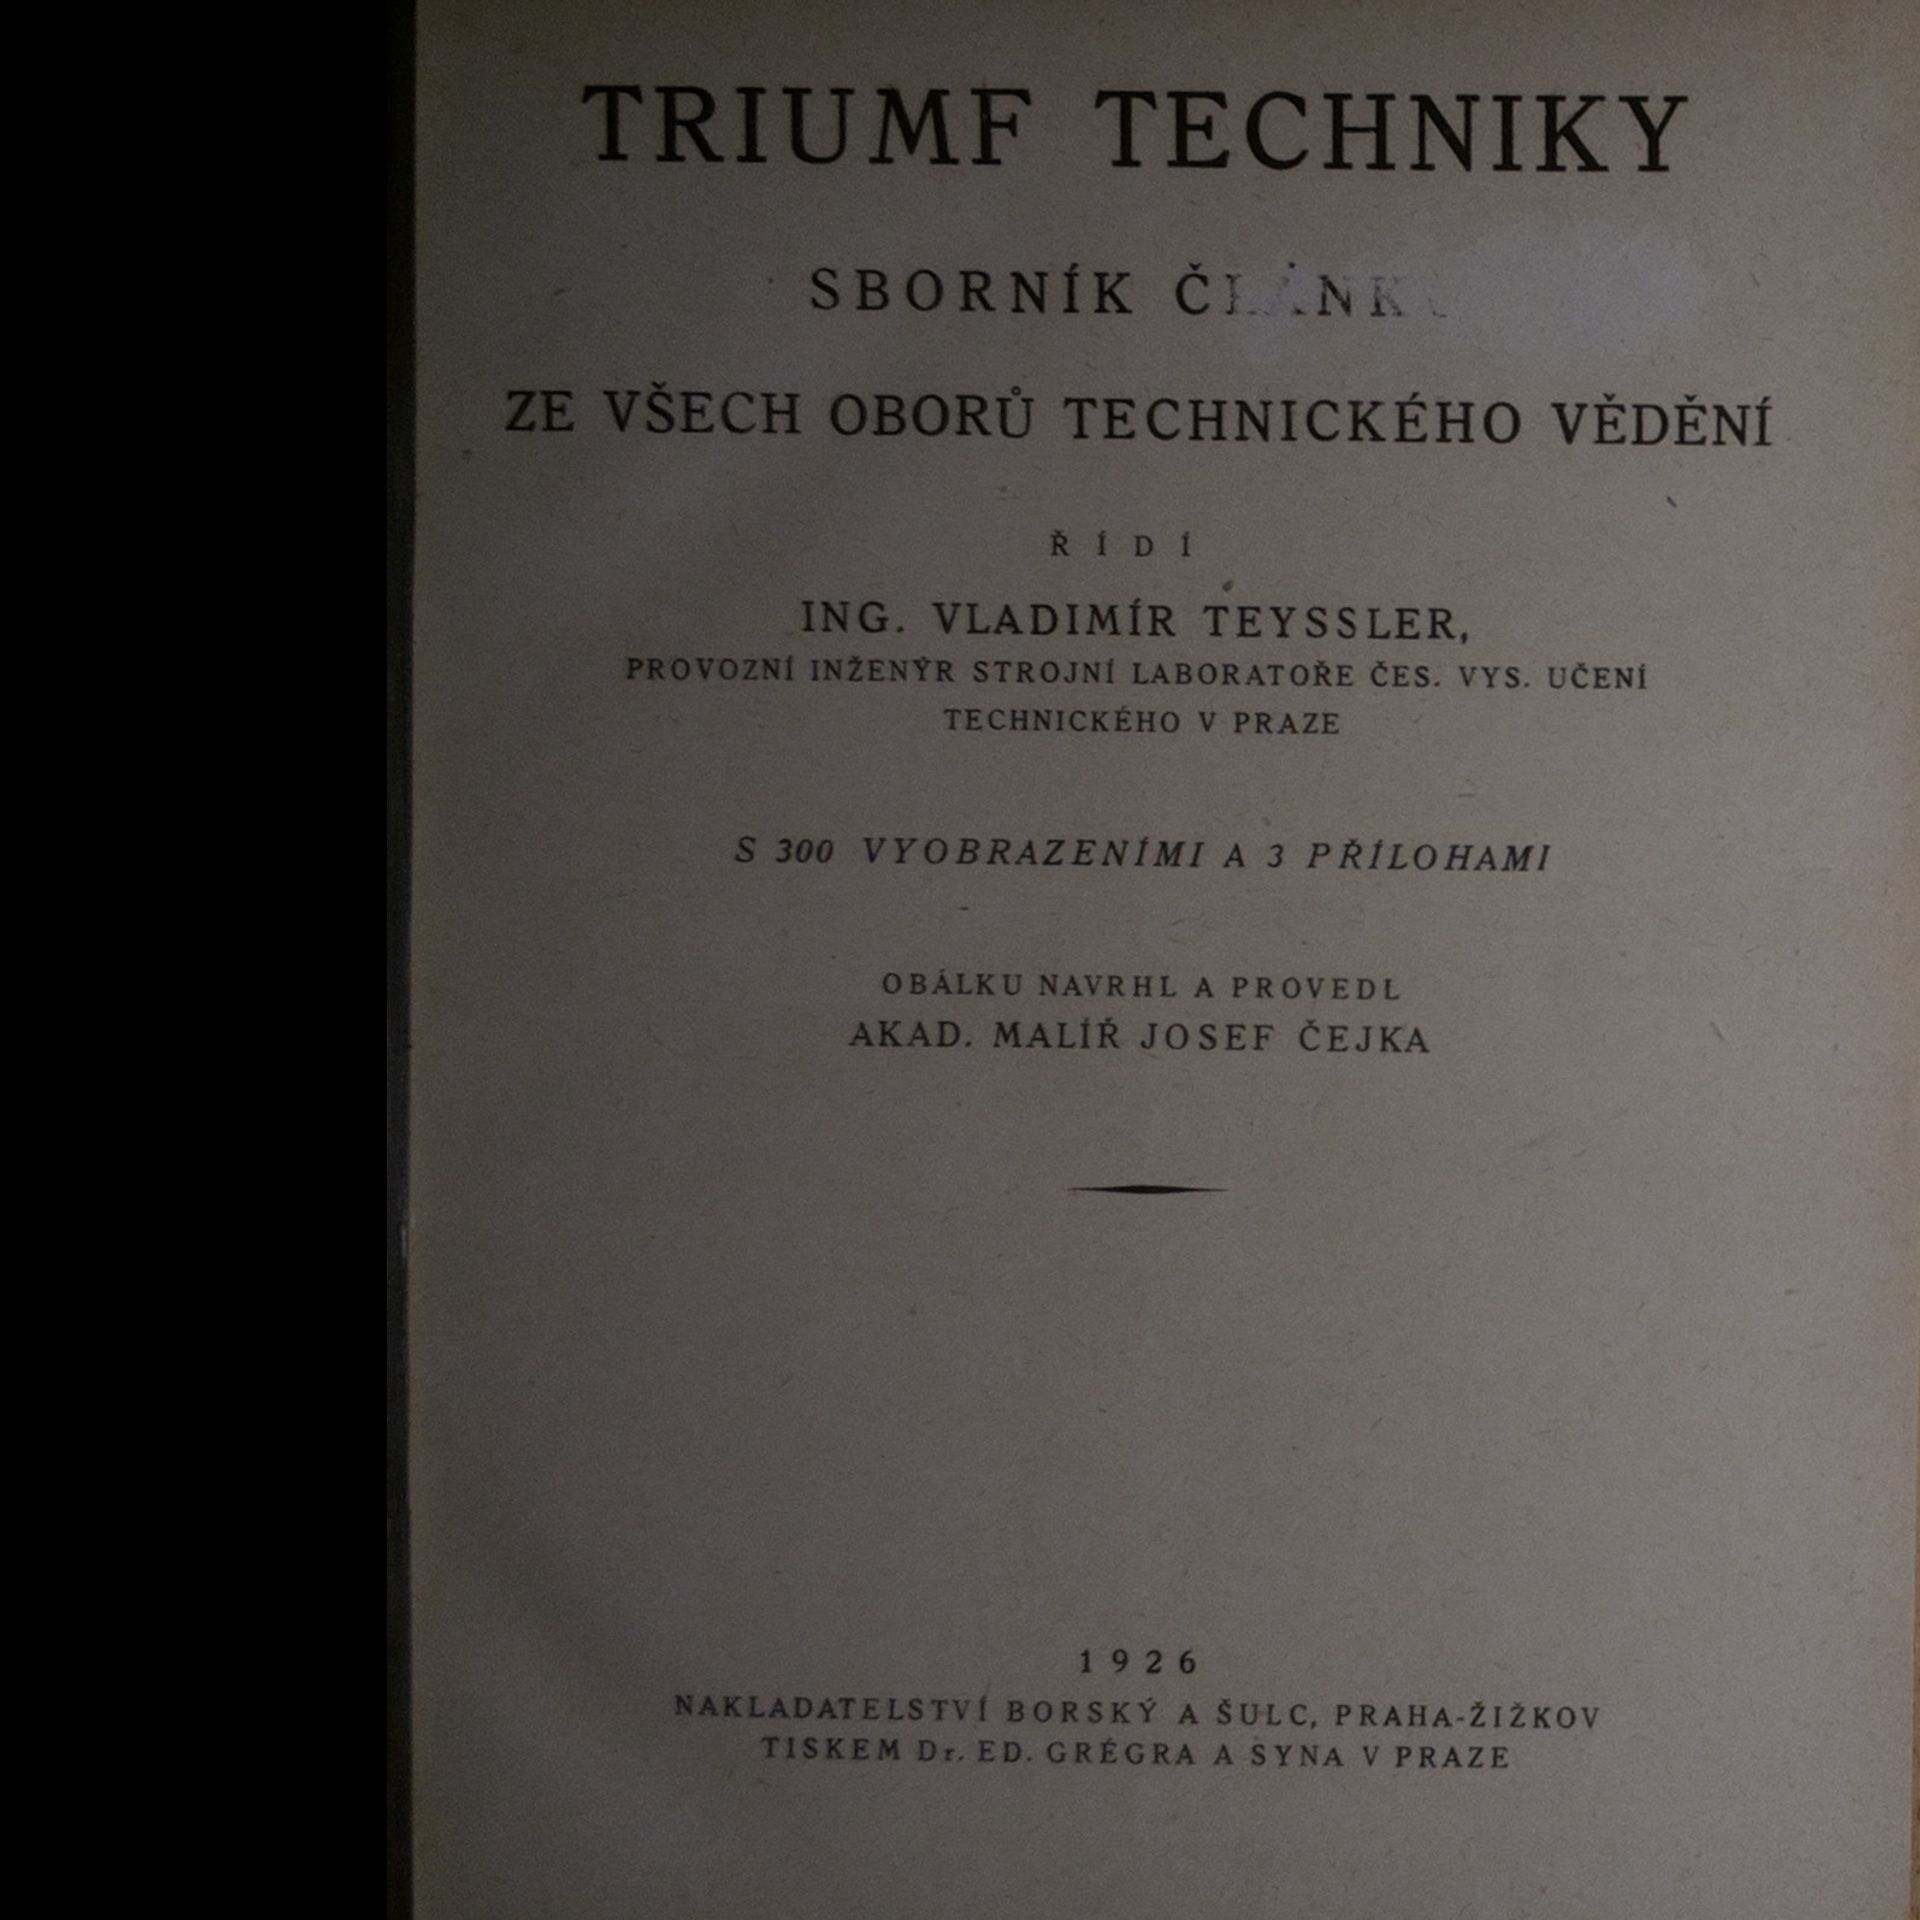 TRIUMF TECHNIKY
SBORNÍK
ZE VŠECH OBORŮ TECHNICKÉHO VĚDĚNÍ
ŘÍDÍ
ING. VLADIMÍR TEYSSLER,
PROVOZNÍ INŽENÝR STROJNÍ LABORATOŘE ČES. VYS. UČENÍ
TECHNICKÉHO V PRAZE
S 300 VYOBRAZENÍMI A 3 PŘÍLOHAMI
OBÁLKU NAVRHL A PROVEDL
AKAD. MALÍŘ JOSEF ČEJKA
1926
NAKLADATELSTVÍ BORSKÝ A ŠULC, PRAHA-ŽIŽKOV
TISKEM Dr. ED. GRÉGRA A SYNA V PRAZE